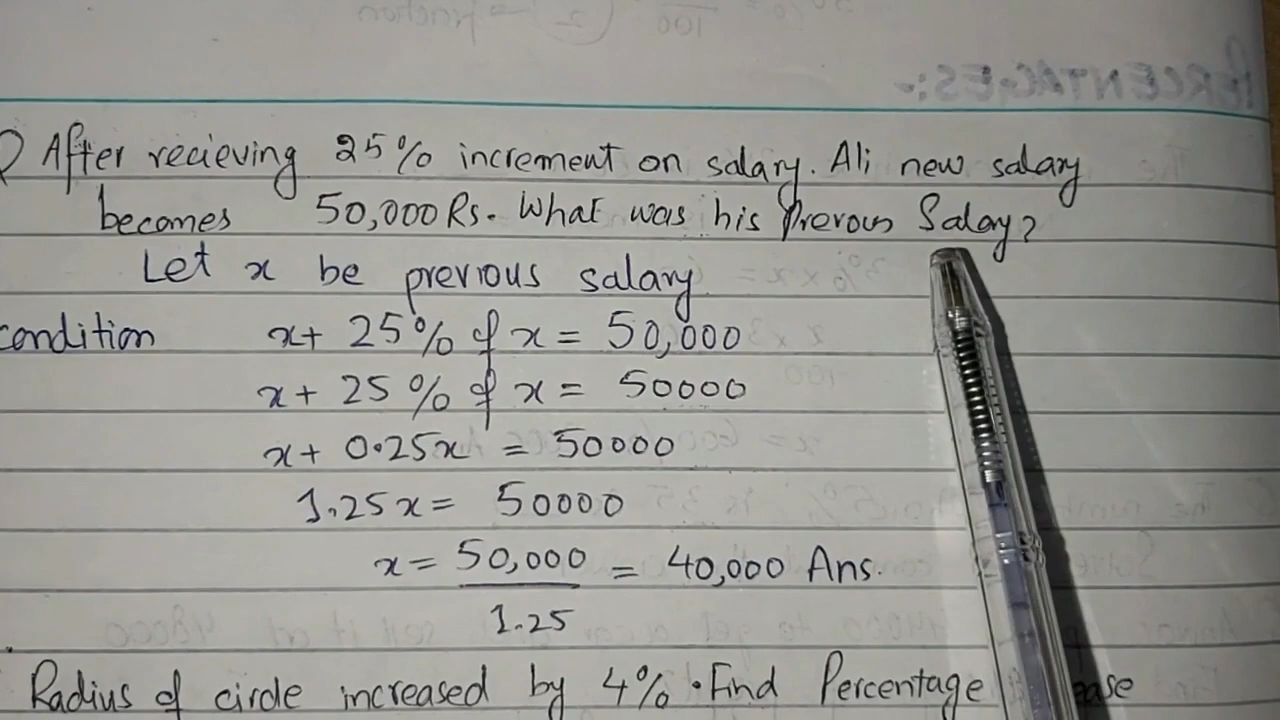 Q After recieving 25% increment on salary. Ali new salary
becomes 50,000 Rs. What was his Prevous Salay?
Let x be previous salary
condition x + 25% of x = 50,000
x + 25% of x = 50000
x + 0.25x = 50000
1.25x = 50000
x = 50,000 = 40,000 Ans.
1.25
Radius of circle increased by 4%. Find Percentage